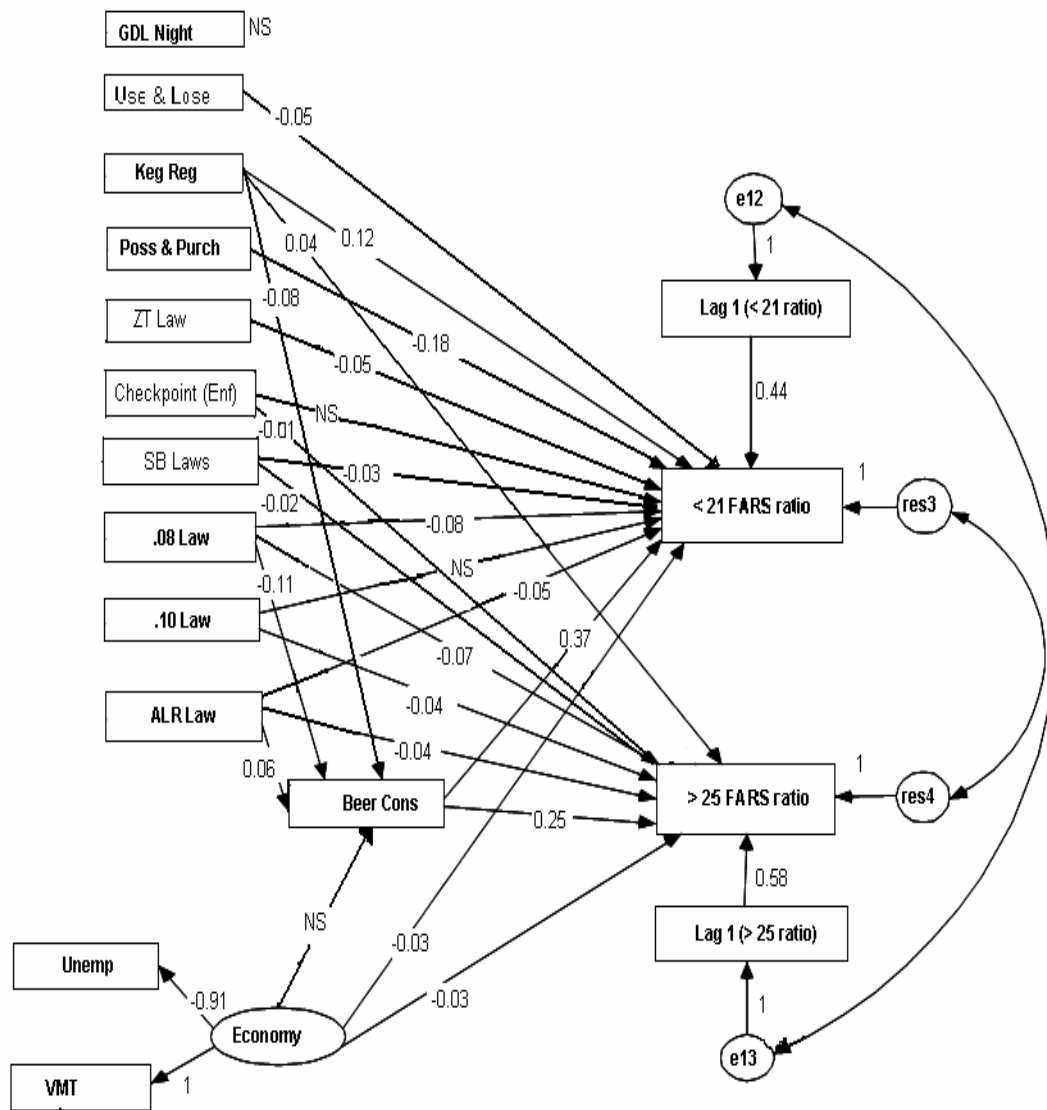 GDL Night
NS
Use & Lose
-0.05
Keg Reg
e12
0.04
0.12
1
Poss & Purch
-0.08
Lag 1 (< 21 ratio)
ZT Law
-0.18
-0.05
0.44
Checkpoint (Enf)
NS
-0.01
SB Laws
-0.03
1
-0.02
< 21 FARS ratio
res3
.08 Law
-0.08
NS
-0.11
-0.05
.10 Law
0.37
-0.07
-0.04
ALR Law
-0.04
0.06
1
Beer Cons
> 25 FARS ratio
res4
0.25
0.58
NS
Lag 1 (> 25 ratio)
-0.03
Unemp
-0.91
-0.03
1
Economy
e13
VMT
1